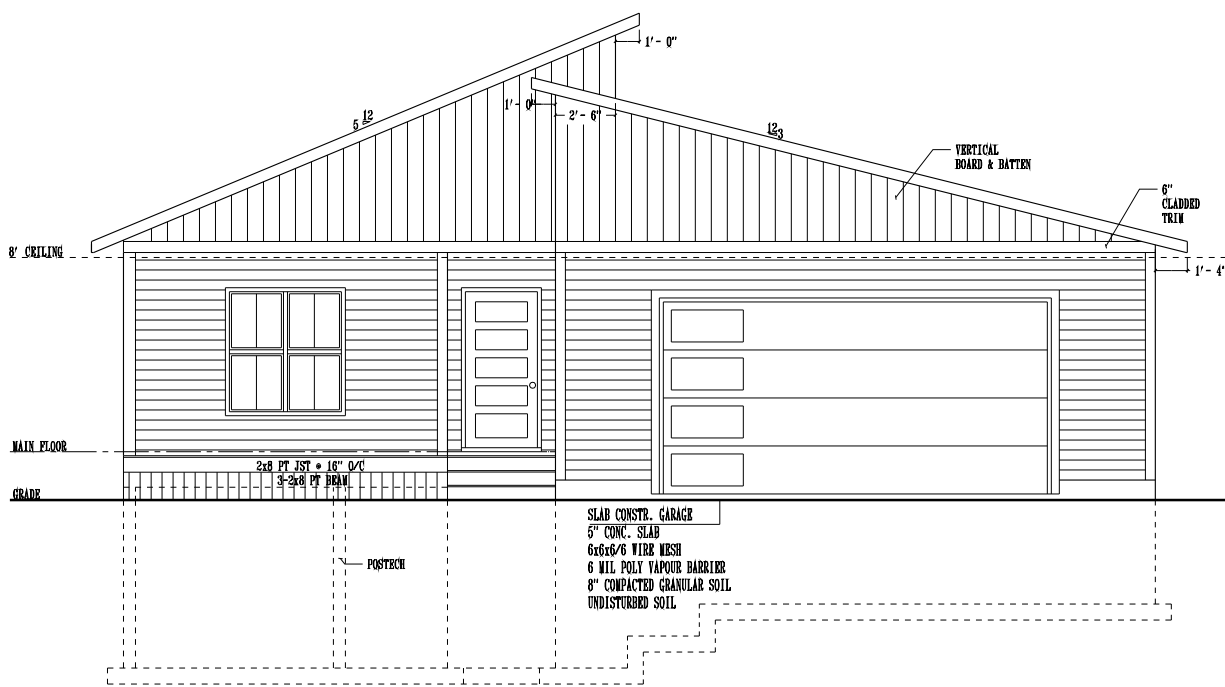 1'- 0"
1'- 0"
2'- 6"
12
5
12
3
VERTICAL
BOARD & BATTEN
6"
CLADDED
TRIM
8' CEILING
1'- 4"
MAIN FLOOR
2x8 PT JST @ 16" O/C
3-2x8 PT BEAM
GRADE
SLAB CONSTR. GARAGE
5" CONC. SLAB
6x6x6/6 WIRE MESH
6 MIL POLY VAPOUR BARRIER
8" COMPACTED GRANULAR SOIL
UNDISTURBED SOIL
POSTECH